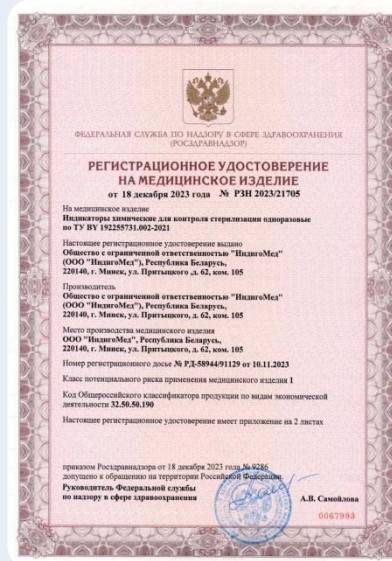 ФЕДЕРАЛЬНАЯ СЛУЖБА ПО НАДЗОРУ В СФЕРЕ ЗДРАВООХРАНЕНИЯ
(РОСЗДРАВНАДЗОР)
РЕГИСТРАЦИОННОЕ УДОСТОВЕРЕНИЕ
НА МЕДИЦИНСКОЕ ИЗДЕЛИЕ
от 18 декабря 2023 года № РЗН 2023/21705
На медицинское изделие
Индикаторы химические для контроля стерилизации одноразовые
по ТУ BY 192255731.002-2021
Настоящее регистрационное удостоверение выдано
Общество с ограниченной ответственностью "ИндигоМед"
(ООО "ИндигоМед"), Республика Беларусь,
220140, г. Минск, ул. Притыцкого, д. 62, ком. 105
Производитель
Общество с ограниченной ответственностью "ИндигоМед"
(ООО "ИндигоМед"), Республика Беларусь,
220140, г. Минск, ул. Притыцкого, д. 62, ком. 105
Место производства медицинского изделия
ООО "ИндигоМед", Республика Беларусь,
220140, г. Минск, ул. Притыцкого, д. 62, ком. 105
Номер регистрационного досье № РД-58944/91129 от 10.11.2023
Класс потенциального риска применения медицинского изделия 1
Код Общероссийского классификатора продукции по видам экономической
деятельности 32.50.50.190
Настоящее регистрационное удостоверение имеет приложение на 2 листах
приказом Росздравнадзора от 18 декабря 2023 года № 9286
допущено к обращению на территории Российской Федерации.
Руководитель Федеральной службы
по надзору в сфере здравоохранения
А.В. Самойлова
0067993